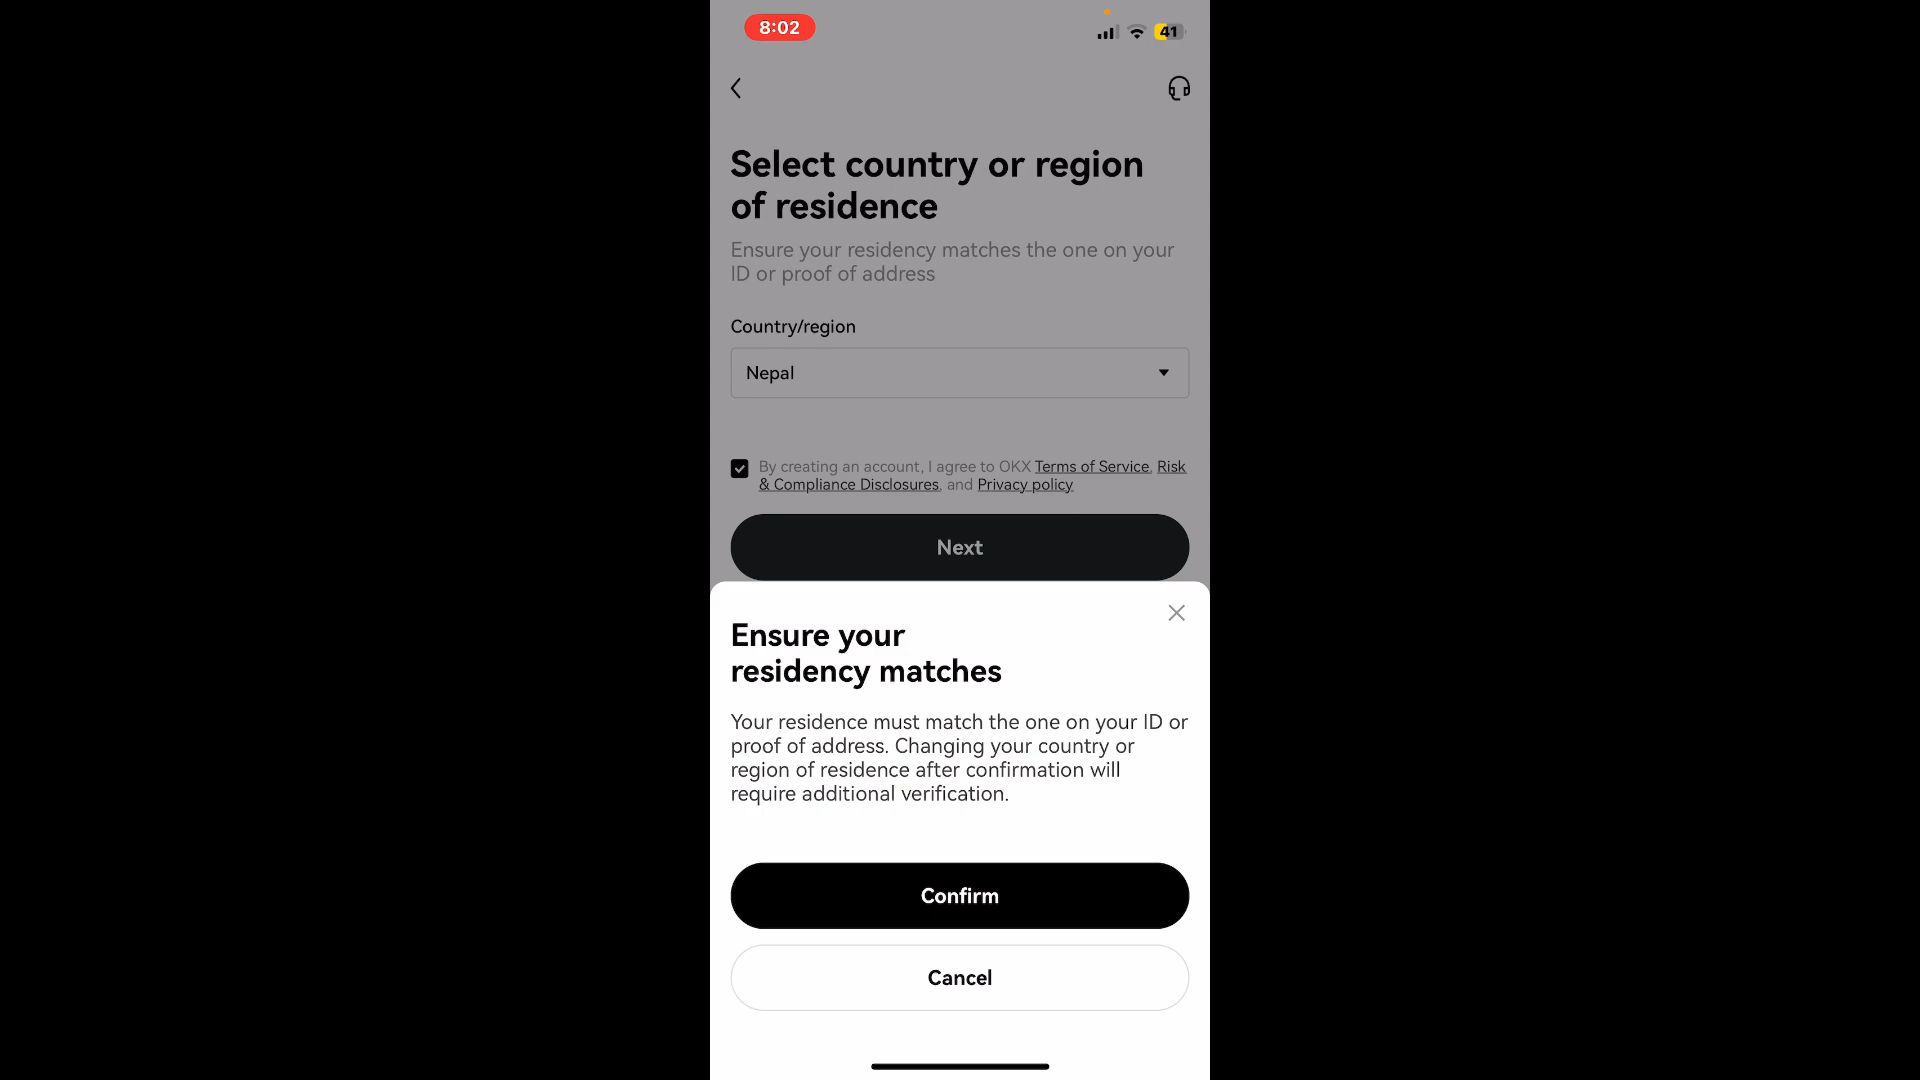 8:02
41
Select country or region
of residence
Ensure your residency matches the one on your
ID or proof of address
Country/region
Nepal
By creating an account, I agree to OKX Terms of Service, Risk
& Compliance Disclosures, and Privacy policy
Next
Ensure your
residency matches
Your residence must match the one on your ID or
proof of address. Changing your country or
region of residence after confirmation will
require additional verification.
Confirm
Cancel